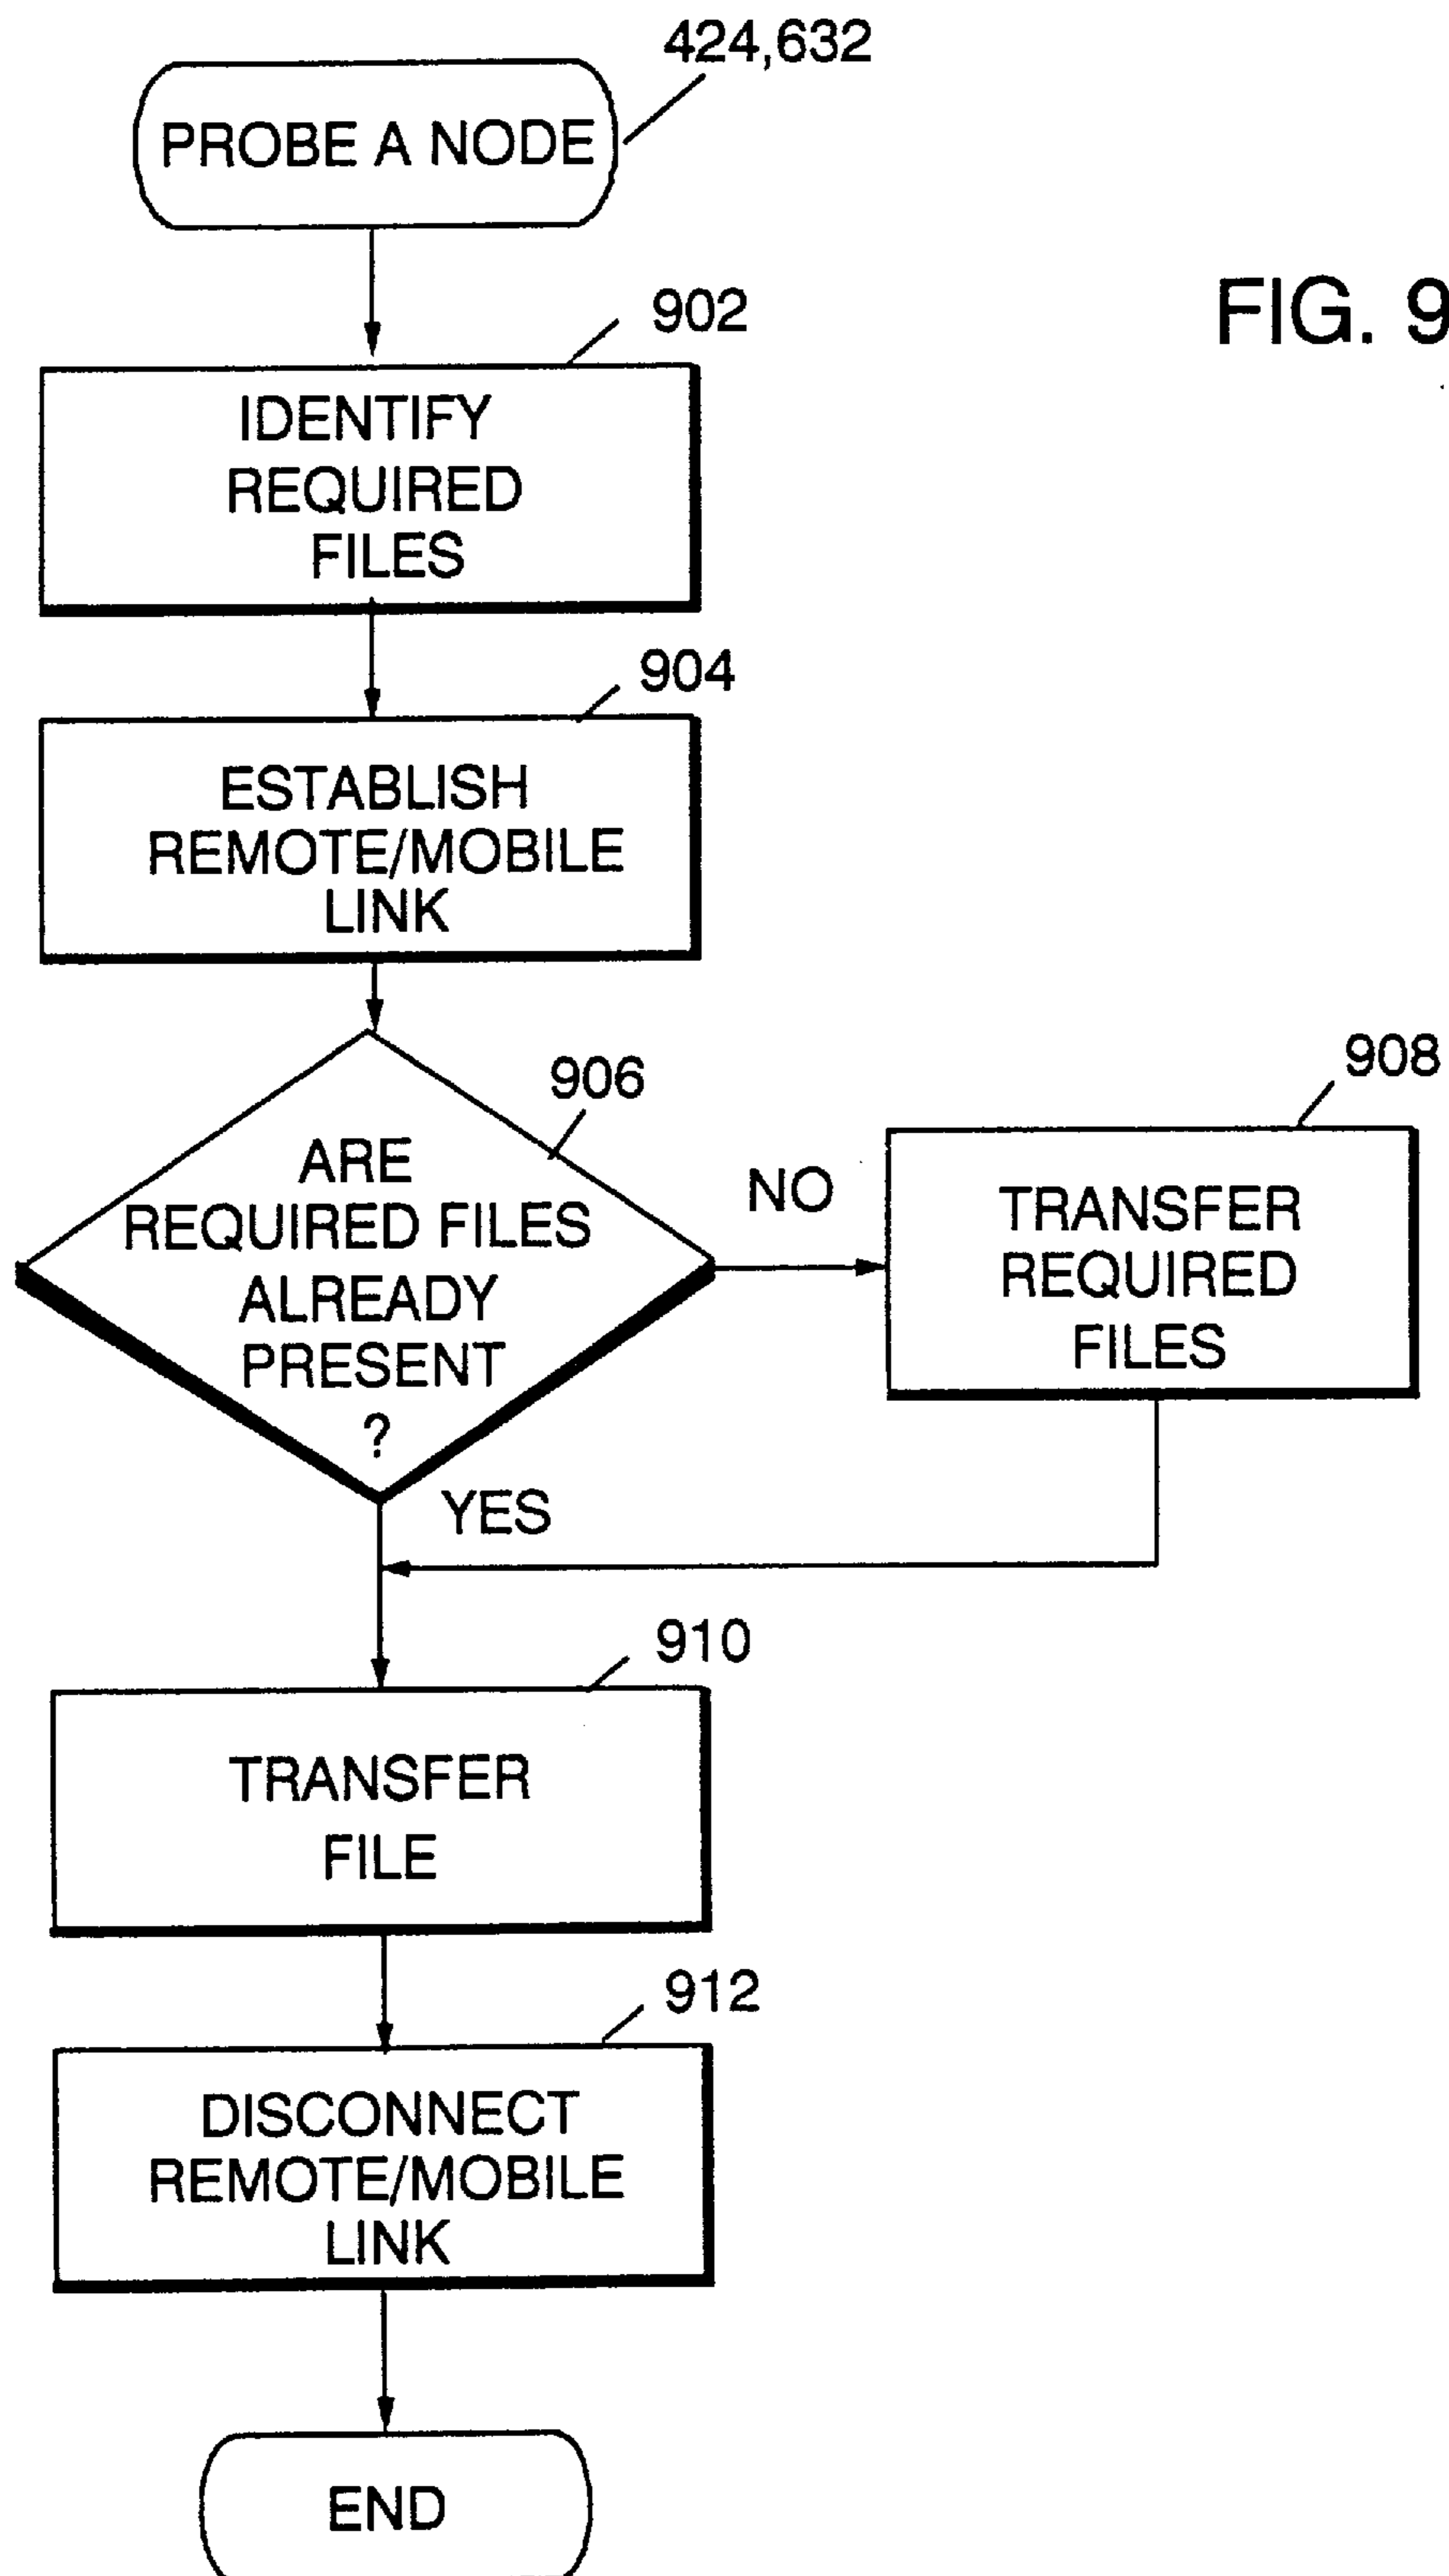 424,632
PROBE A NODE
FIG. 9
902
IDENTIFY
REQUIRED
FILES
904
ESTABLISH
REMOTE/MOBILE
LINK
906
ARE
REQUIRED FILES
ALREADY
PRESENT
?
NO
908
TRANSFER
REQUIRED
FILES
YES
910
TRANSFER
FILE
912
DISCONNECT
REMOTE/MOBILE
LINK
END